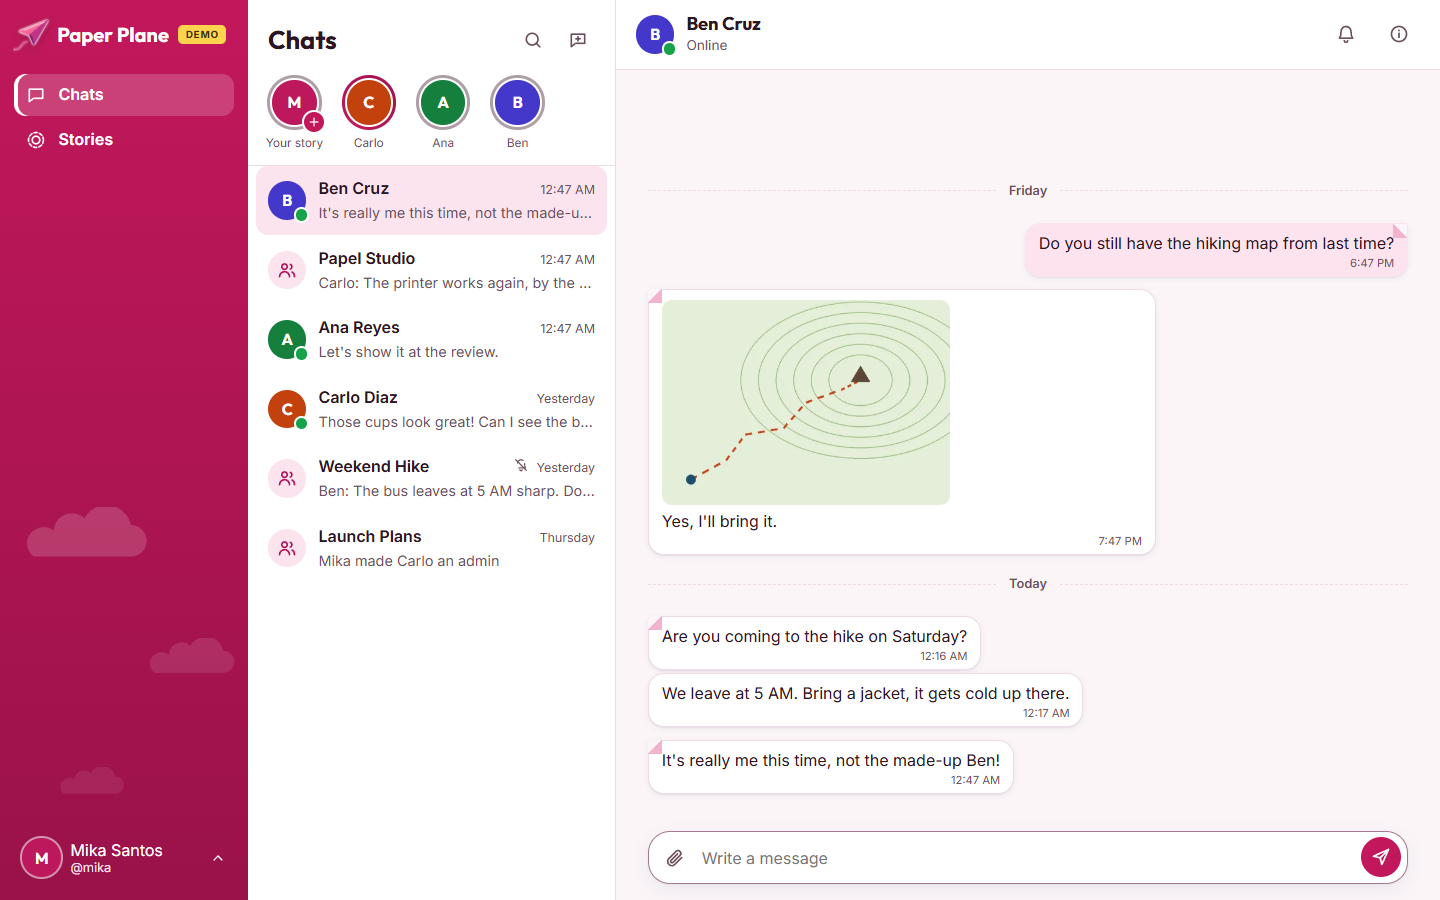 Paper Plane DEMO
Chats
Stories
M
Mika Santos
@mika
Chats
M
C
A
B
Your story
Carlo
Ana
Ben
B
Ben Cruz
12:47 AM
It's really me this time, not the made-u...
Papel Studio
12:47 AM
Carlo: The printer works again, by the ...
A
Ana Reyes
12:47 AM
Let's show it at the review.
C
Carlo Diaz
Yesterday
Those cups look great! Can I see the b...
Weekend Hike
Yesterday
Ben: The bus leaves at 5 AM sharp. Do...
Launch Plans
Thursday
Mika made Carlo an admin
B
Ben Cruz
Online
Friday
Do you still have the hiking map from last time?
6:47 PM
Yes, I'll bring it.
7:47 PM
Today
Are you coming to the hike on Saturday?
12:16 AM
We leave at 5 AM. Bring a jacket, it gets cold up there.
12:17 AM
It's really me this time, not the made-up Ben!
12:47 AM
Write a message